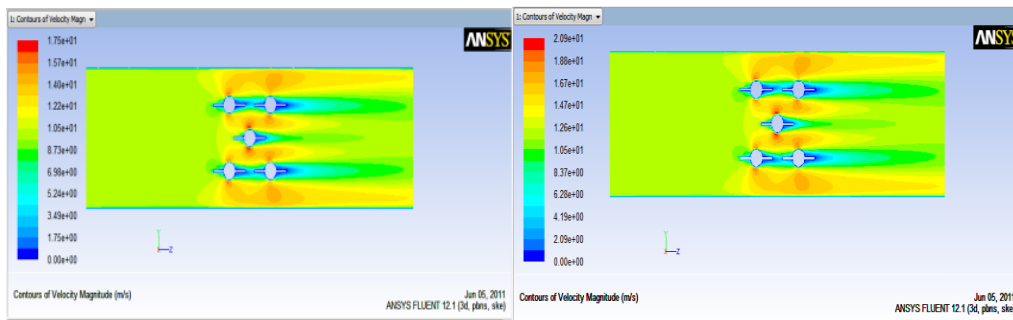 1: Contours of Velocity Magn
ANSYS
1.75e+01
1.57e+01
1.40e+01
1.22e+01
1.05e+01
8.73e+00
6.98e+00
5.24e+00
3.49e+00
1.75e+00
0.00e+00
Y
Z
Contours of Velocity Magnitude (m/s)
Jun 05, 2011
ANSYS FLUENT 12.1 (3d, pbns, ske)
1: Contours of Velocity Magn
ANSYS
2.09e+01
1.88e+01
1.67e+01
1.47e+01
1.26e+01
1.05e+01
8.37e+00
6.28e+00
4.19e+00
2.09e+00
0.00e+00
Y
Z
Contours of Velocity Magnitude (m/s)
Jun 05, 2011
ANSYS FLUENT 12.1 (3d, pbns, ske